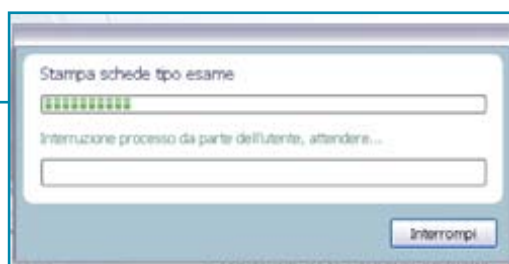 Stampa schede tipo esame
Interruzione processo da parte dell'utente, attendere...
Interrompi